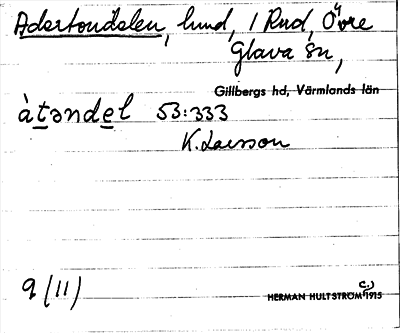 Adertondelen, lund, 1 Rud, Övre
Glava sn,
Gillbergs hd, Värmlands län
àtəndel 53:333
K. Larsson
9 (11)
c.)
HERMAN HULTSTRÖM 1915